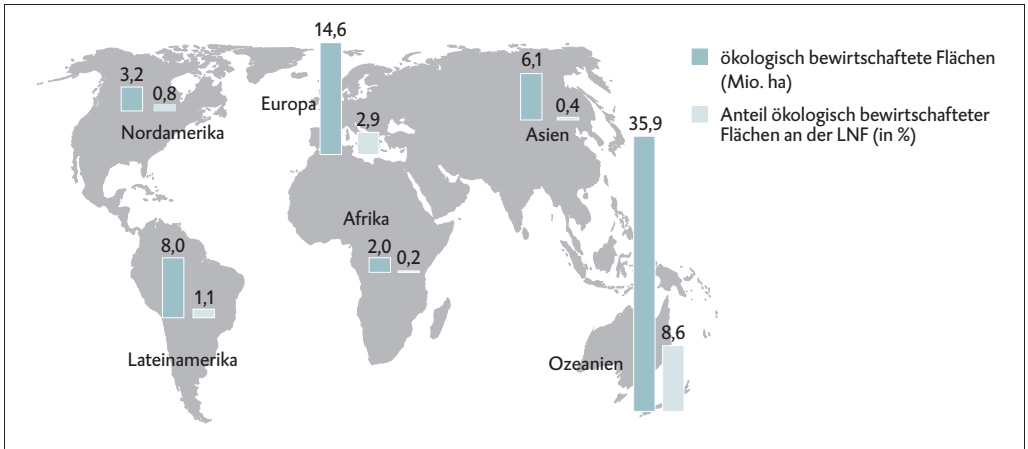 14,6
6,1
ökologisch bewirtschaftete Flächen
(Mio. ha)
3,2
0,8
Europa
0,4
Anteil ökologisch bewirtschafteter
Flächen an der LNF (in %)
Nordamerika
2,9
Asien
35,9
Afrika
8,0
2,0
0,2
1,1
8,6
Lateinamerika
Ozeanien